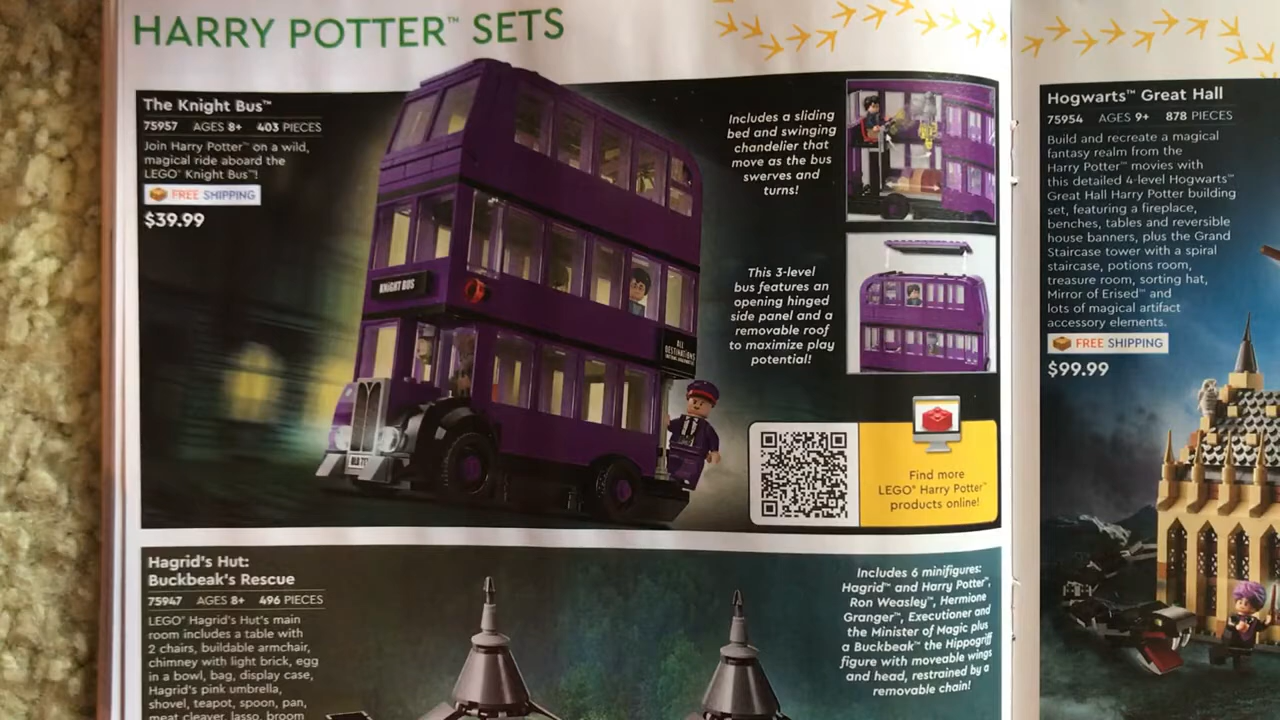 HARRY POTTER™ SETS
The Knight Bus™
75957 AGES 8+ 403 PIECES
Join Harry Potter™ on a wild,
magical ride aboard the
LEGO® Knight Bus™!
FREE SHIPPING
$39.99
KNIGHT BUS
ALL
DESTINATIONS
Includes a sliding
bed and swinging
chandelier that
move as the bus
swerves and
turns!
This 3-level
bus features an
opening hinged
side panel and a
removable roof
to maximize play
potential!
Find more
LEGO® Harry Potter™
products online!
Hagrid's Hut:
Buckbeak's Rescue
75947 AGES 8+ 496 PIECES
LEGO® Hagrid's Hut's main
room includes a table with
2 chairs, buildable armchair,
chimney with light brick, egg
in a bowl, bag, display case,
Hagrid's pink umbrella,
shovel, teapot, spoon, pan,
meat cleaver, lasso, broom
Includes 6 minifigures:
Hagrid™ and Harry Potter™,
Ron Weasley™, Hermione
Granger™, Executioner and
the Minister of Magic plus
a Buckbeak™ the Hippogriff
figure with moveable wings
and head, restrained by a
removable chain!
Hogwarts™ Great Hall
75954 AGES 9+ 878 PIECES
Build and recreate a magical
fantasy realm from the
Harry Potter™ movies with
this detailed 4-level Hogwarts™
Great Hall Harry Potter building
set, featuring a fireplace,
benches, tables and reversible
house banners, plus the Grand
Staircase tower with a spiral
staircase, potions room,
treasure room, sorting hat,
Mirror of Erised™ and
lots of magical artifact
accessory elements.
FREE SHIPPING
$99.99